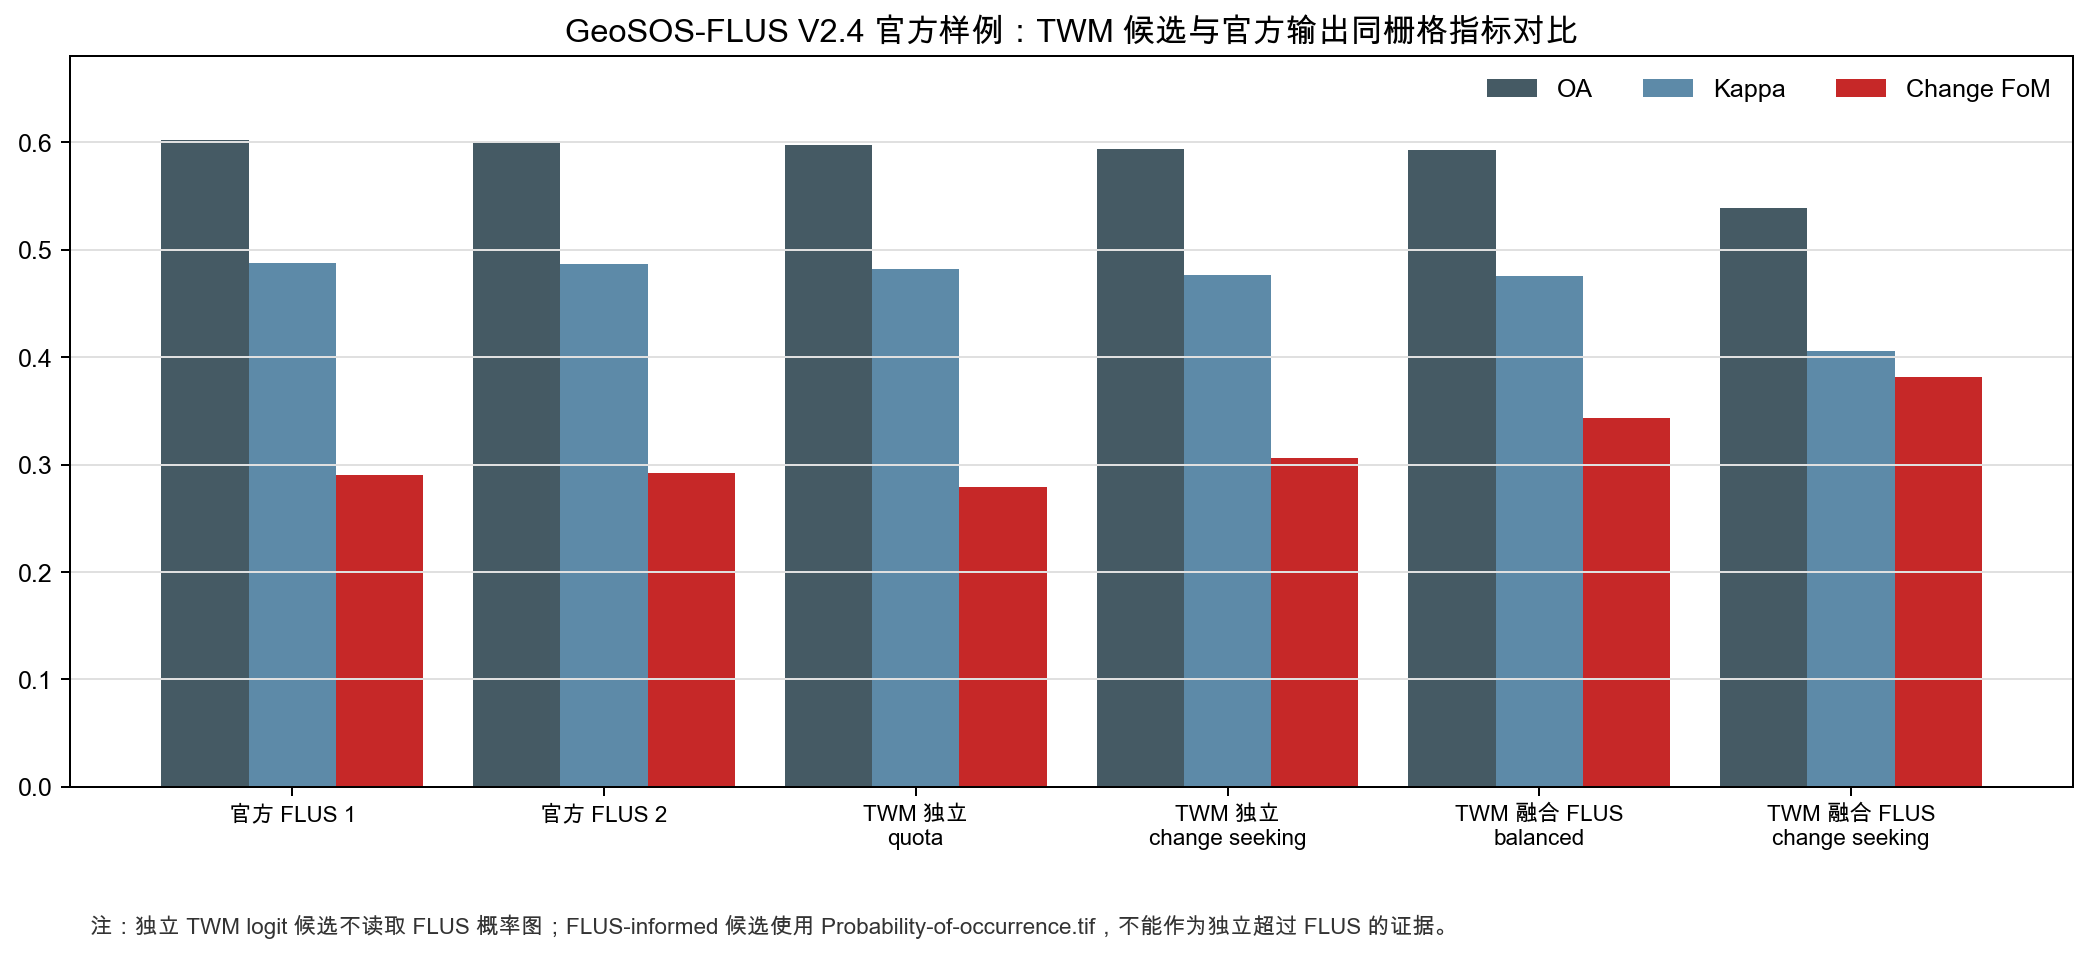 GeoSOS-FLUS V2.4 官方样例：TWM 候选与官方输出同栅格指标对比
OA
Kappa
Change FoM
0.6
0.5
0.4
0.3
0.2
0.1
0.0
官方 FLUS 1
官方 FLUS 2
TWM 独立
quota
TWM 独立
change seeking
TWM 融合 FLUS
balanced
TWM 融合 FLUS
change seeking
注：独立 TWM logit 候选不读取 FLUS 概率图；FLUS-informed 候选使用 Probability-of-occurrence.tif，不能作为独立超过 FLUS 的证据。